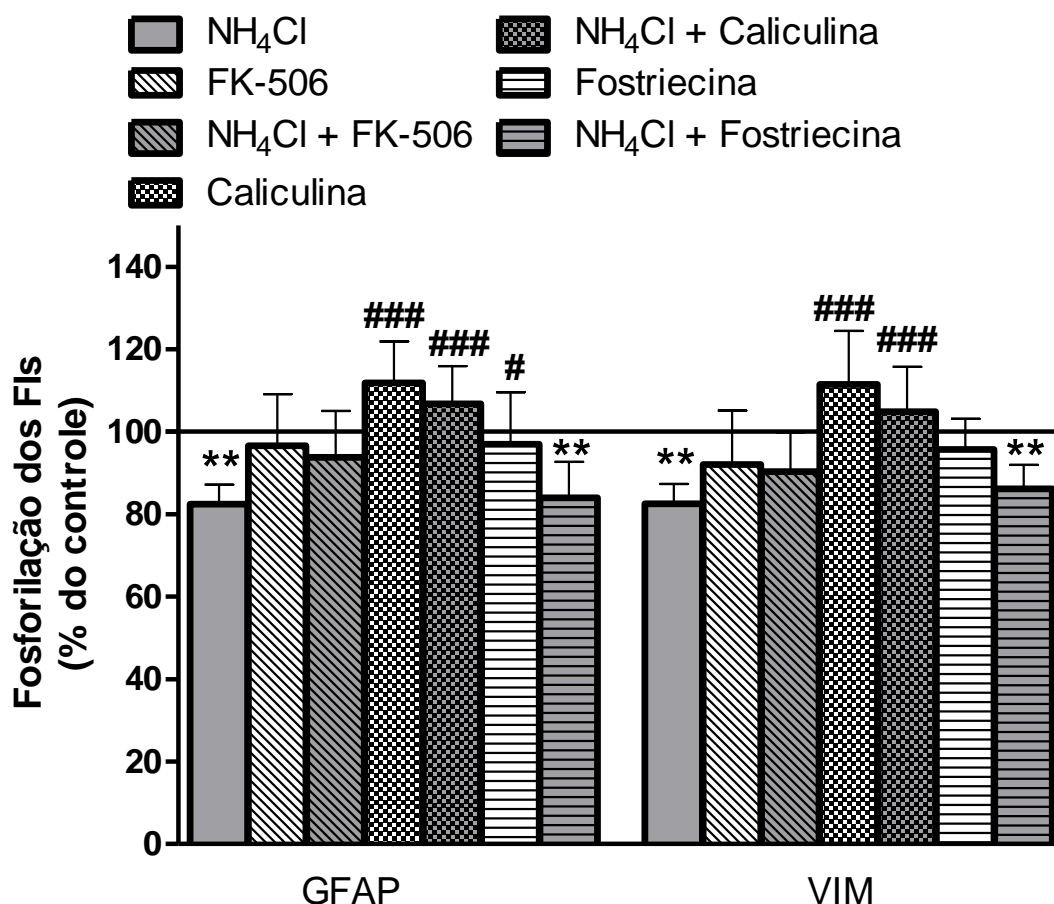 NH₄Cl
FK-506
NH₄Cl + FK-506
Caliculina
NH₄Cl + Caliculina
Fostriecina
NH₄Cl + Fostriecina
Fosforilação dos FIs
(% do controle)
140
120
100
80
60
40
20
0
**
###
###
#
**
**
###
###
**
GFAP
VIM